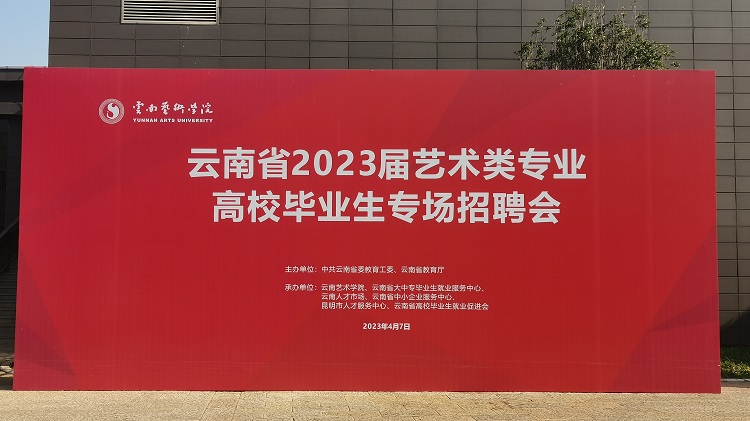 雲南藝術學院
YUNNAN ARTS UNIVERSITY
云南省2023届艺术类专业
高校毕业生专场招聘会
主办单位：中共云南省委教育工委、云南省教育厅
承办单位：云南艺术学院、云南省大中专毕业生就业服务中心、
云南人才市场、云南省中小企业服务中心、
昆明市人才服务中心、云南省高校毕业生就业促进会
2023年4月7日